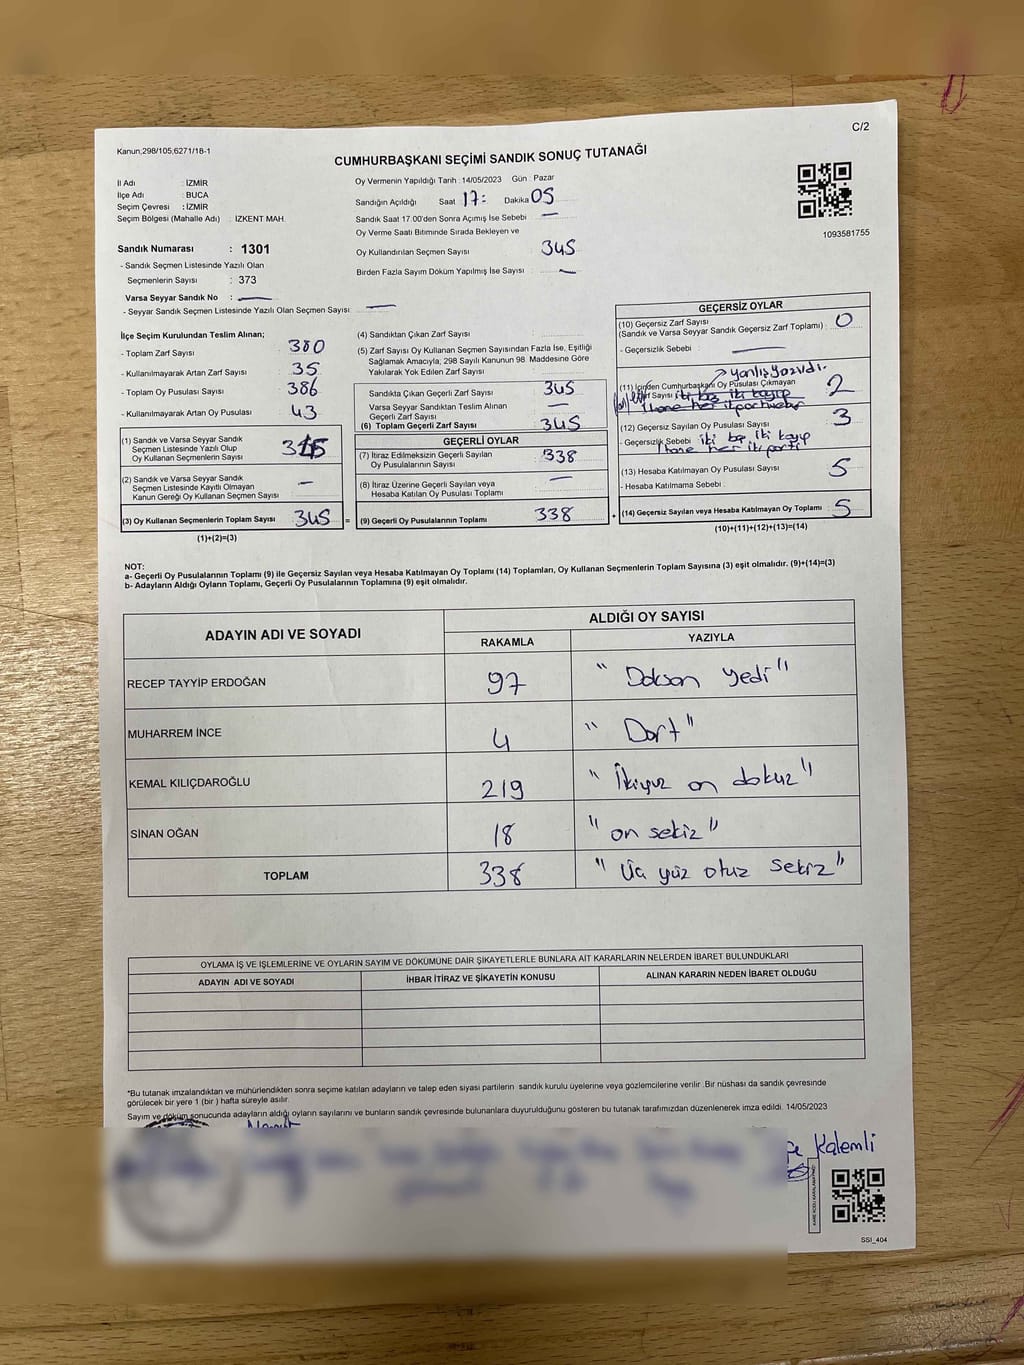 C/2
Kanun;298/105,6271/18-1
CUMHURBAŞKANI SEÇİMİ SANDIK SONUÇ TUTANAĞI
İl Adı : İZMİR
İlçe Adı : BUCA
Seçim Çevresi : İZMİR
Seçim Bölgesi (Mahalle Adı) : İZKENT MAH.
Oy Vermenin Yapıldığı Tarih : 14/05/2023 Gün : Pazar
Sandığın Açıldığı Saat 17: Dakika 05
Sandık Saat 17.00'den Sonra Açımış İse Sebebi —
Oy Verme Saati Bitiminde Sırada Bekleyen ve
Oy Kullandırılan Seçmen Sayısı 345
Birden Fazla Sayım Döküm Yapılmış İse Sayısı : —
1093581755
Sandık Numarası : 1301
- Sandık Seçmen Listesinde Yazılı Olan
Seçmenlerin Sayısı : 373
Varsa Seyyar Sandık No : —
- Seyyar Sandık Seçmen Listesinde Yazılı Olan Seçmen Sayısı : —
İlçe Seçim Kurulundan Teslim Alınan;
- Toplam Zarf Sayısı : 380
- Kullanılmayarak Artan Zarf Sayısı : 35
- Toplam Oy Pusulası Sayısı : 386
- Kullanılmayarak Artan Oy Pusulası : 43
(1) Sandık ve Varsa Seyyar Sandık
Seçmen Listesinde Yazılı Olup
Oy Kullanan Seçmenlerin Sayısı
(2) Sandık ve Varsa Seyyar Sandık
Seçmen Listesinde Kayıtlı Olmayan
Kanun Gereği Oy Kullanan Seçmen Sayısı —
(3) Oy Kullanan Seçmenlerin Toplam Sayısı 345 =
(1)+(2)=(3)
(4) Sandıktan Çıkan Zarf Sayısı :
(5) Zarf Sayısı Oy Kullanan Seçmen Sayısından Fazla İse, Eşitliği
Sağlamak Amacıyla, 298 Sayılı Kanunun 98. Maddesine Göre
Yakılarak Yok Edilen Zarf Sayısı :
Sandıkta Çıkan Geçerli Zarf Sayısı : 345
Varsa Seyyar Sandıktan Teslim Alınan
Geçerli Zarf Sayısı : —
(6) Toplam Geçerli Zarf Sayısı : 345
GEÇERLİ OYLAR
(7) İtiraz Edilmeksizin Geçerli Sayılan
Oy Pusulalarının Sayısı : 338
(8) İtiraz Üzerine Geçerli Sayılan veya
Hesaba Katılan Oy Pusulası Toplamı : —
(9) Geçerli Oy Pusulalarının Toplamı : 338 +
GEÇERSİZ OYLAR
(10) Geçersiz Zarf Sayısı
(Sandık ve Varsa Seyyar Sandık Geçersiz Zarf Toplamı) : 0
- Geçersizlik Sebebi : —
yanlış yazıldı.
(11) İçinden Cumhurbaşkanı Oy Pusulası Çıkmayan
Zarf Sayısı 2
(12) Geçersiz Sayılan Oy Pusulası Sayısı : 3
- Geçersizlik Sebebi : iki boş iki kayıp
1 tane her iki parti
(13) Hesaba Katılmayan Oy Pusulası Sayısı : 5
- Hesaba Katılmama Sebebi :
(14) Geçersiz Sayılan veya Hesaba Katılmayan Oy Toplamı : 5
(10)+(11)+(12)+(13)=(14)
NOT:
a- Geçerli Oy Pusulalarının Toplamı (9) ile Geçersiz Sayılan veya Hesaba Katılmayan Oy Toplamı (14) Toplamları, Oy Kullanan Seçmenlerin Toplam Sayısına (3) eşit olmalıdır. (9)+(14)=(3)
b- Adayların Aldığı Oyların Toplamı, Geçerli Oy Pusulalarının Toplamına (9) eşit olmalıdır.
ADAYIN ADI VE SOYADI ALDIĞI OY SAYISI
RAKAMLA YAZIYLA
RECEP TAYYİP ERDOĞAN 97 "Doksan yedi"
MUHARREM İNCE 4 "Dört"
KEMAL KILIÇDAROĞLU 219 "İkiyüz on dokuz"
SİNAN OĞAN 18 "on sekiz"
TOPLAM 338 "Üç yüz otuz sekiz"
OYLAMA İŞ VE İŞLEMLERİNE VE OYLARIN SAYIM VE DÖKÜMÜNE DAİR ŞİKAYETLERLE BUNLARA AİT KARARLARIN NELERDEN İBARET BULUNDUKLARI
ADAYIN ADI VE SOYADI İHBAR İTİRAZ VE ŞİKAYETİN KONUSU ALINAN KARARIN NEDEN İBARET OLDUĞU
*Bu tutanak imzalandıktan ve mühürlendikten sonra seçime katılan adayların ve talep eden siyasi partilerin sandık kurulu üyelerine veya gözlemcilerine verilir .Bir nüshası da sandık çevresinde
görülecek bir yere 1 (bir ) hafta süreyle asılır.
Sayım ve döküm sonucunda adayların aldığı oyların sayılarını ve bunların sandık çevresinde bulunanlara duyurulduğunu gösteren bu tutanak tarafımızdan düzenlenerek imza edildi. 14/05/2023
Kalemli
SSI_404